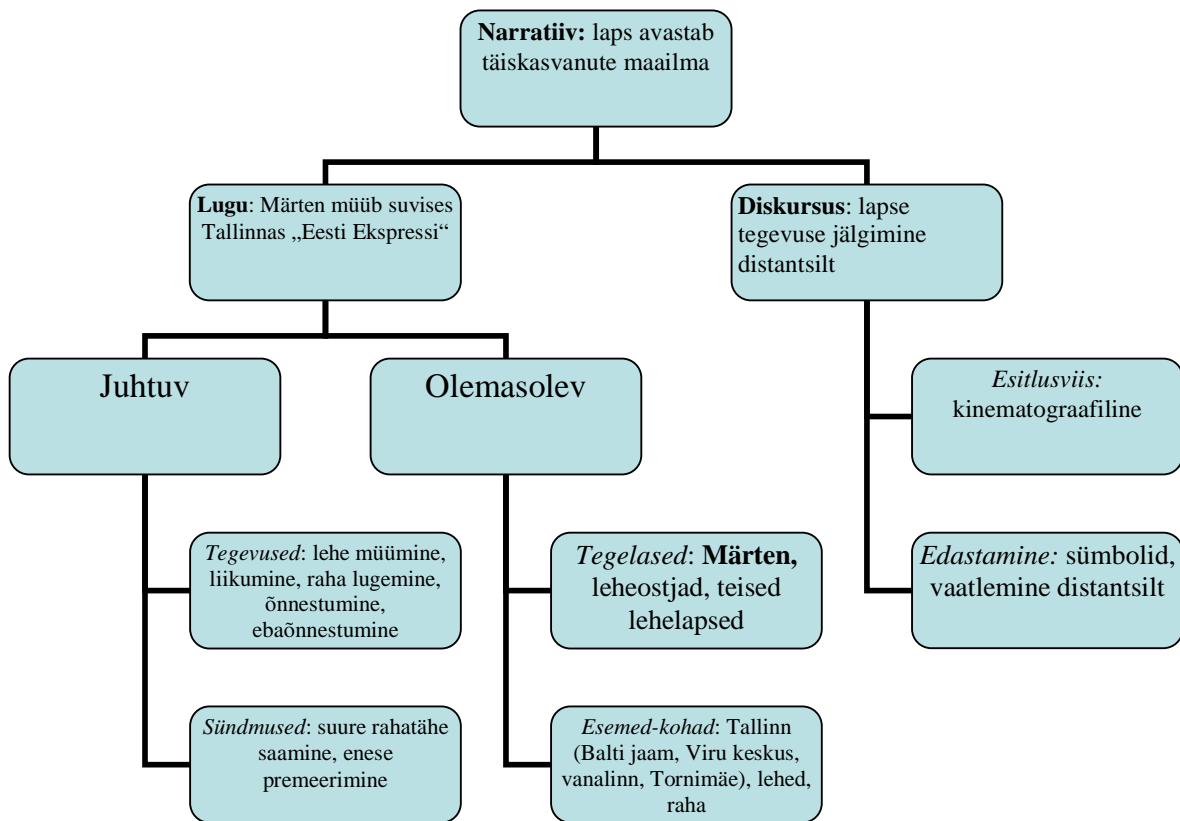 Narratiiv: laps avastab
täiskasvanute maailma
Lugu: Märten müüb suvises
Tallinnas „Eesti Ekspressi“
Diskursus: lapse
tegevuse jälgimine
distantsilt
Juhtuv
Olemasolev
Esitlusviis:
kinematograafiline
Tegevused: lehe müümine,
liikumine, raha lugemine,
õnnestumine,
ebaõnnestumine
Tegelased: Märten,
leheostjad, teised
lehelapsed
Edastamine: sümbolid,
vaatlemine distantsilt
Sündmused: suure rahatähe
saamine, enese
premeerimine
Esemed-kohad: Tallinn
(Balti jaam, Viru keskus,
vanalinn, Tornimäe), lehed,
raha